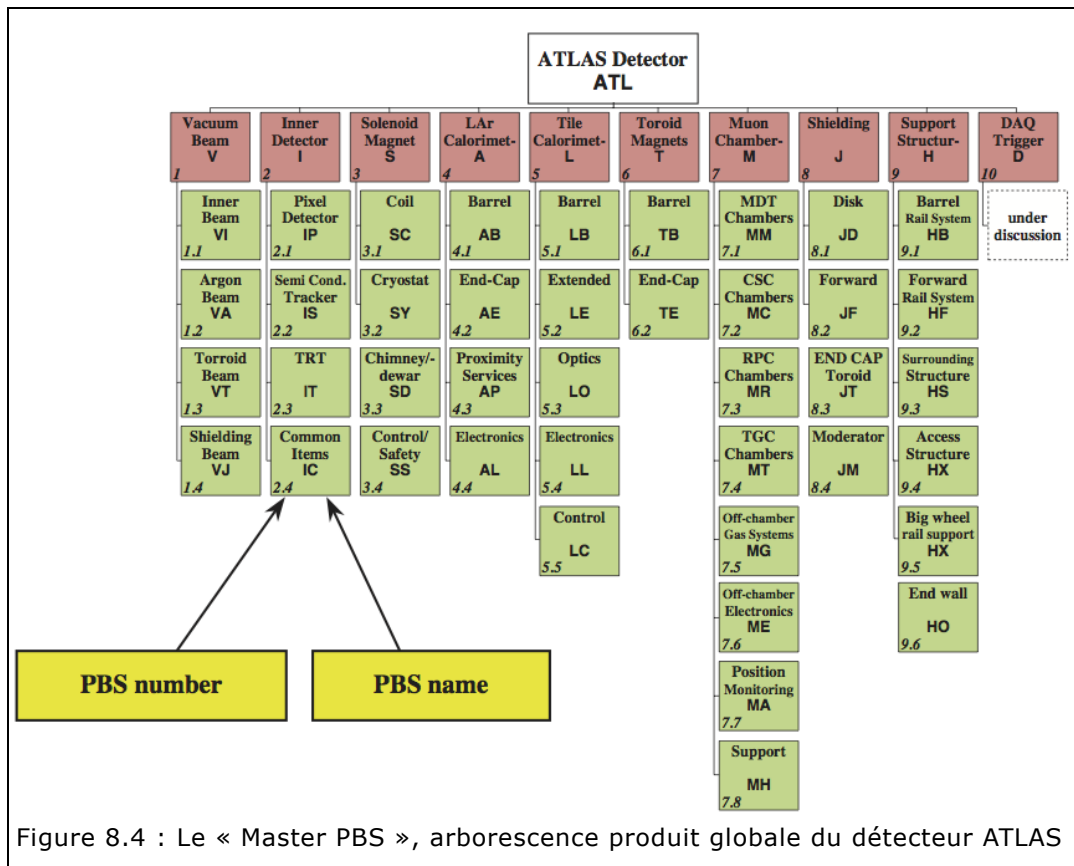 ATLAS Detector
ATL
Vacuum
Beam
V
1
Inner
Detector
I
2
Solenoid
Magnet
S
3
LAr
Calorimet-
A
4
Tile
Calorimet-
L
5
Toroid
Magnets
T
6
Muon
Chamber-
M
7
Shielding
J
8
Support
Structur-
H
9
DAQ
Trigger
D
10
Inner
Beam
VI
1.1
Pixel
Detector
IP
2.1
Coil
SC
3.1
Barrel
AB
4.1
Barrel
LB
5.1
Barrel
TB
6.1
MDT
Chambers
MM
7.1
Disk
JD
8.1
Barrel
Rail System
HB
9.1
under
discussion
Argon
Beam
VA
1.2
Semi Cond.
Tracker
IS
2.2
Cryostat
SY
3.2
End-Cap
AE
4.2
Extended
LE
5.2
End-Cap
TE
6.2
CSC
Chambers
MC
7.2
Forward
JF
8.2
Forward
Rail System
HF
9.2
Torroid
Beam
VT
1.3
TRT
IT
2.3
Chimney/-
dewar
SD
3.3
Proximity
Services
AP
4.3
Optics
LO
5.3
RPC
Chambers
MR
7.3
END CAP
Toroid
JT
8.3
Surrounding
Structure
HS
9.3
Shielding
Beam
VJ
1.4
Common
Items
IC
2.4
Control/
Safety
SS
3.4
Electronics
AL
4.4
Electronics
LL
5.4
TGC
Chambers
MT
7.4
Moderator
JM
8.4
Access
Structure
HX
9.4
Control
LC
5.5
Off-chamber
Gas Systems
MG
7.5
Big wheel
rail support
HX
9.5
Off-chamber
Electronics
ME
7.6
End wall
HO
9.6
Position
Monitoring
MA
7.7
Support
MH
7.8
PBS number
PBS name
Figure 8.4 : Le « Master PBS », arborescence produit globale du détecteur ATLAS